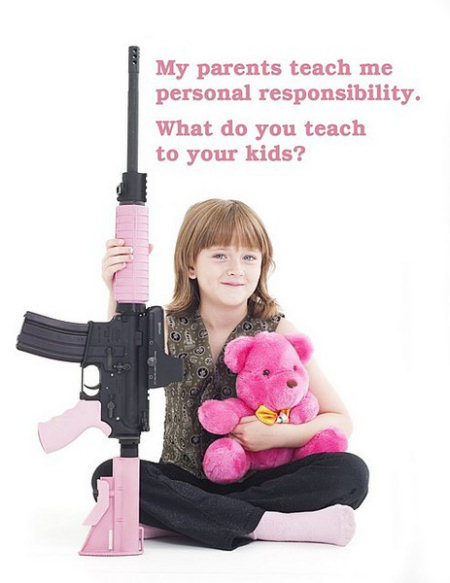 My parents teach me
personal responsibility.
What do you teach
to your kids?